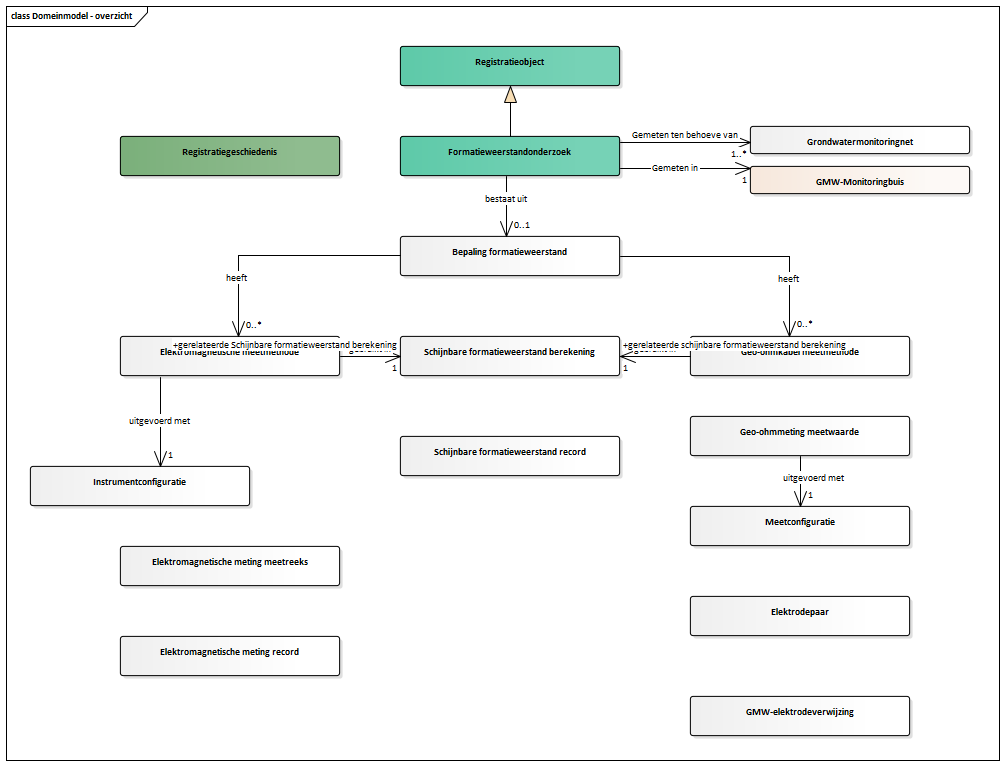 class Domeinmodel - overzicht
Registratieobject
Registratiegeschiedenis
Formatieweerstandonderzoek
Gemeten ten behoeve van
1..*
Grondwatermonitoringnet
Gemeten in
1
GMW-Monitoringbuis
bestaat uit
0..1
Bepaling formatieweerstand
heeft
0..*
heeft
0..*
+gerelateerde Schijnbare formatieweerstand berekening
Elektromagnetische meetmethode
1
Schijnbare formatieweerstand berekening
+gerelateerde schijnbare formatieweerstand berekening
1
Geo-ohmkabel meetmethode
uitgevoerd met
1
Instrumentconfiguratie
Schijnbare formatieweerstand record
Geo-ohmmeting meetwaarde
uitgevoerd met
1
Meetconfiguratie
Elektromagnetische meting meetreeks
Elektrodepaar
Elektromagnetische meting record
GMW-elektrodeverwijzing